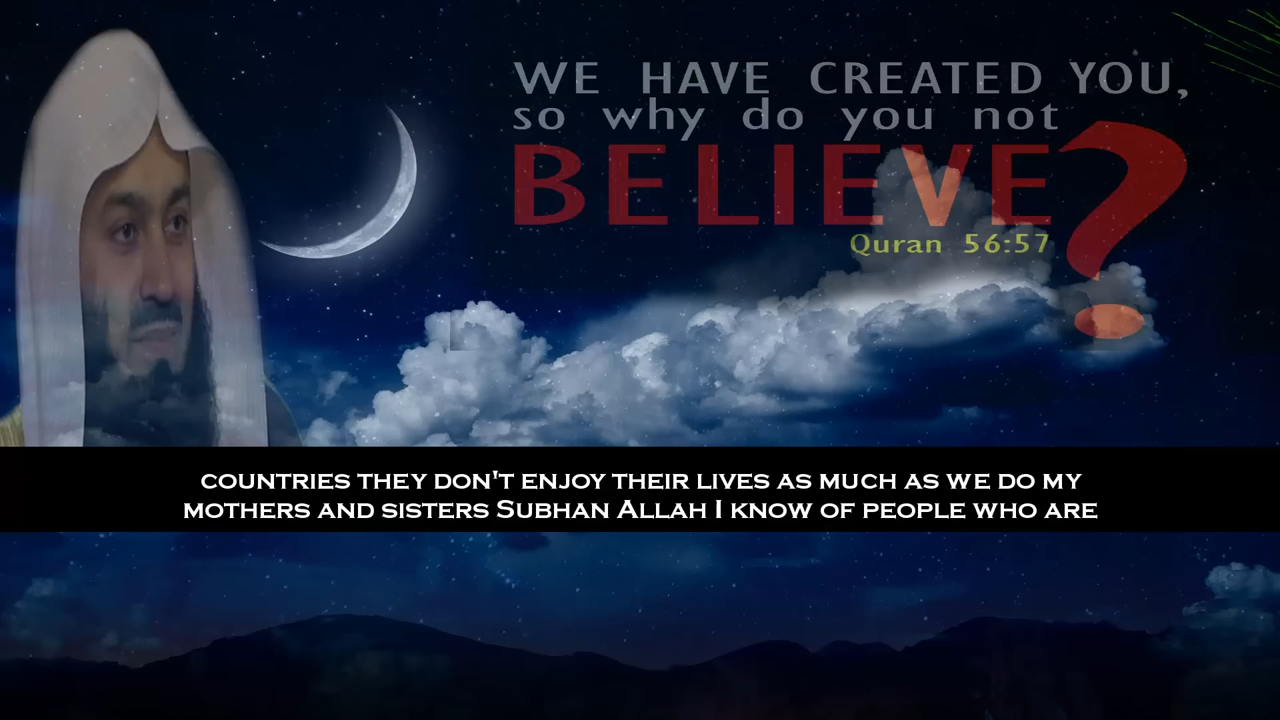 WE HAVE CREATED YOU,
so why do you not
BELIEVE?
Quran 56:57
COUNTRIES THEY DON'T ENJOY THEIR LIVES AS MUCH AS WE DO MY
MOTHERS AND SISTERS SUBHAN ALLAH I KNOW OF PEOPLE WHO ARE